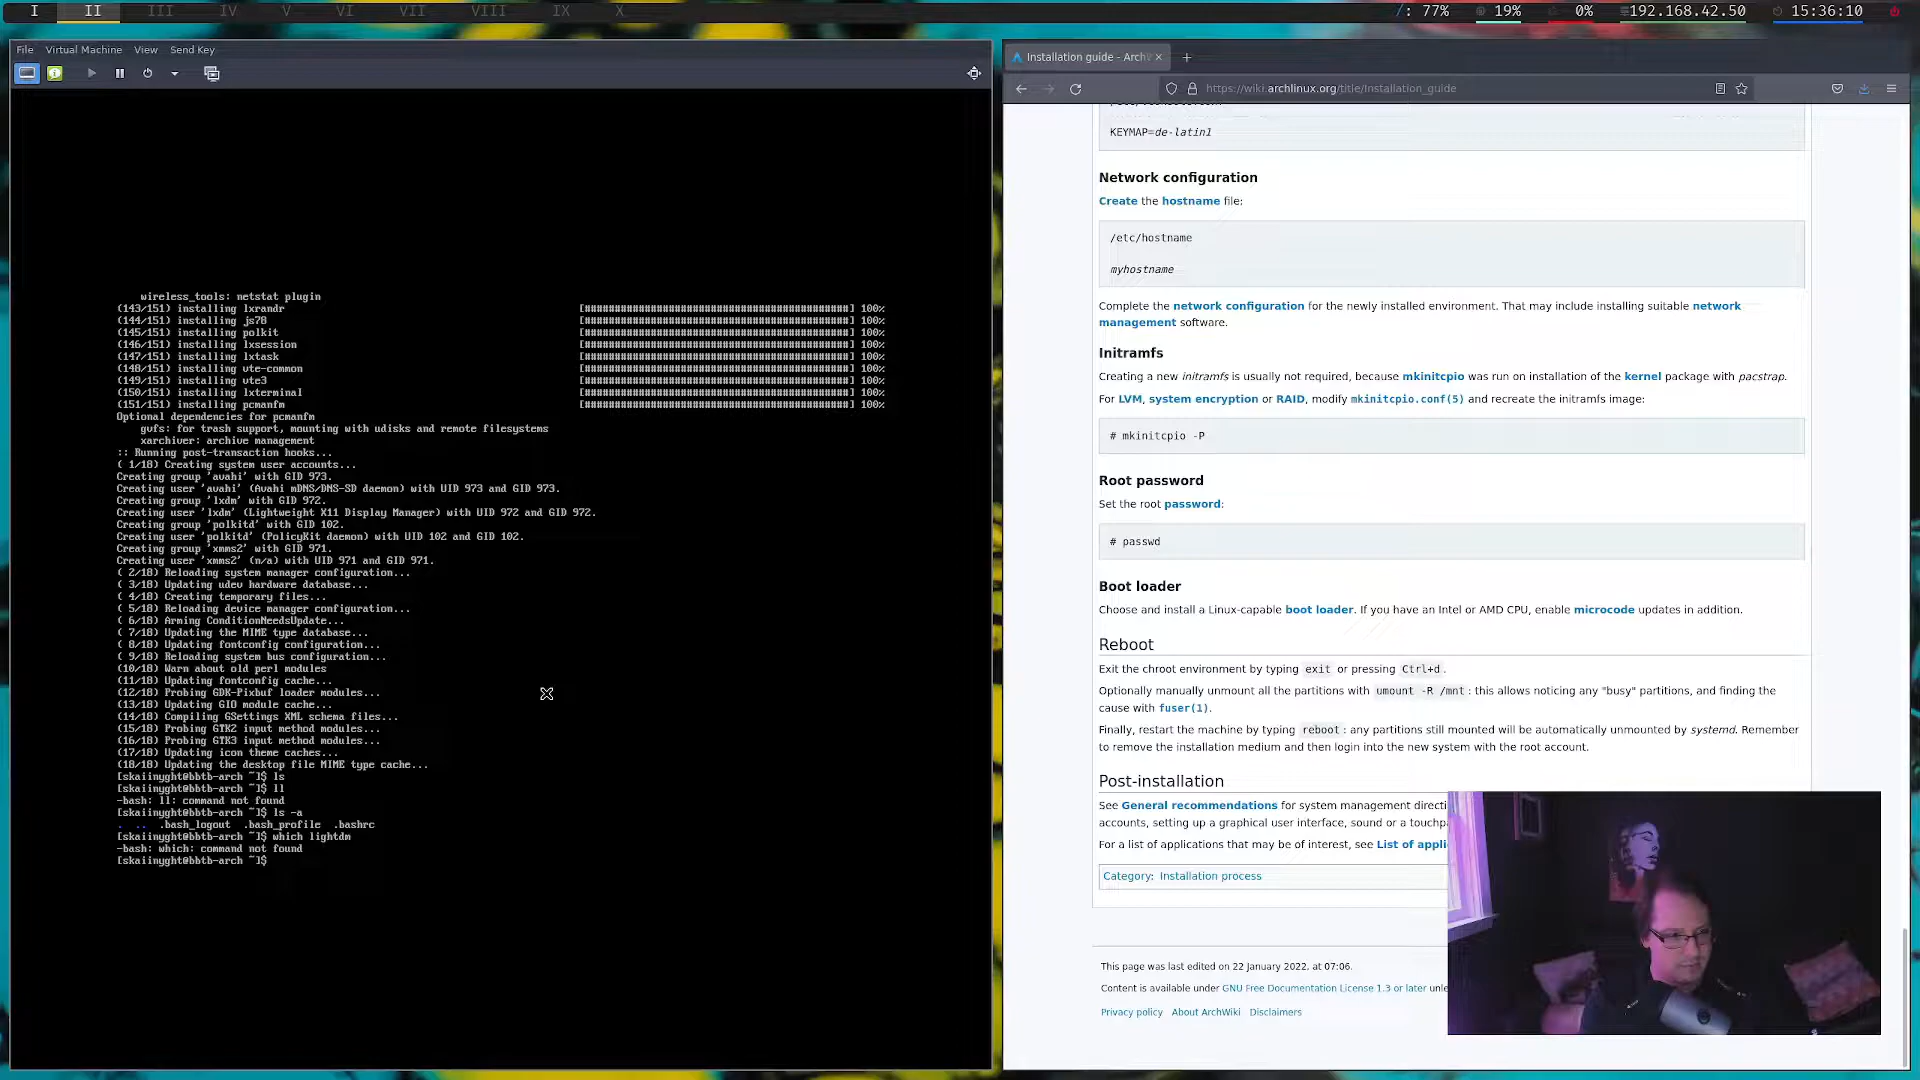 I II III IV V VI VII VIII IX X
/: 77% 19% 0% 192.168.42.50 15:36:10
File Virtual Machine View Send Key
wireless_tools: netstat plugin
(143/151) installing lxrandr [#############################################] 100%
(144/151) installing js78 [#############################################] 100%
(145/151) installing polkit [#############################################] 100%
(146/151) installing lxsession [#############################################] 100%
(147/151) installing lxtask [#############################################] 100%
(148/151) installing vte-common [#############################################] 100%
(149/151) installing vte3 [#############################################] 100%
(150/151) installing lxterminal [#############################################] 100%
(151/151) installing pcmanfm [#############################################] 100%
Optional dependencies for pcmanfm
gvfs: for trash support, mounting with udisks and remote filesystems
xarchiver: archive management
:: Running post-transaction hooks...
( 1/18) Creating system user accounts...
Creating group 'avahi' with GID 973.
Creating user 'avahi' (Avahi mDNS/DNS-SD daemon) with UID 973 and GID 973.
Creating group 'lxdm' with GID 972.
Creating user 'lxdm' (Lightweight X11 Display Manager) with UID 972 and GID 972.
Creating group 'polkitd' with GID 102.
Creating user 'polkitd' (PolicyKit daemon) with UID 102 and GID 102.
Creating group 'xmms2' with GID 971.
Creating user 'xmms2' (n/a) with UID 971 and GID 971.
( 2/18) Reloading system manager configuration...
( 3/18) Updating udev hardware database...
( 4/18) Creating temporary files...
( 5/18) Reloading device manager configuration...
( 6/18) Arming ConditionNeedsUpdate...
( 7/18) Updating the MIME type database...
( 8/18) Updating fontconfig configuration...
( 9/18) Reloading system bus configuration...
(10/18) Warn about old perl modules
(11/18) Updating fontconfig cache...
(12/18) Probing GDK-Pixbuf loader modules...
(13/18) Updating GIO module cache...
(14/18) Compiling GSettings XML schema files...
(15/18) Probing GTK2 input method modules...
(16/18) Probing GTK3 input method modules...
(17/18) Updating icon theme caches...
(18/18) Updating the desktop file MIME type cache...
[skaiinyght@bbtb-arch ~]$ ls
[skaiinyght@bbtb-arch ~]$ ll
-bash: ll: command not found
[skaiinyght@bbtb-arch ~]$ ls -a
. .. .bash_logout .bash_profile .bashrc
[skaiinyght@bbtb-arch ~]$ which lightdm
-bash: which: command not found
[skaiinyght@bbtb-arch ~]$
Installation guide - Arch
https://wiki.archlinux.org/title/Installation_guide
KEYMAP=de-latin1
Network configuration
Create the hostname file:
/etc/hostname
myhostname
Complete the network configuration for the newly installed environment. That may include installing suitable network
management software.
Initramfs
Creating a new initramfs is usually not required, because mkinitcpio was run on installation of the kernel package with pacstrap.
For LVM, system encryption or RAID, modify mkinitcpio.conf(5) and recreate the initramfs image:
# mkinitcpio -P
Root password
Set the root password:
# passwd
Boot loader
Choose and install a Linux-capable boot loader. If you have an Intel or AMD CPU, enable microcode updates in addition.
Reboot
Exit the chroot environment by typing exit or pressing Ctrl+d.
Optionally manually unmount all the partitions with umount -R /mnt: this allows noticing any "busy" partitions, and finding the
cause with fuser(1).
Finally, restart the machine by typing reboot: any partitions still mounted will be automatically unmounted by systemd. Remember
to remove the installation medium and then login into the new system with the root account.
Post-installation
See General recommendations for system management directi
accounts, setting up a graphical user interface, sound or a touchpa
For a list of applications that may be of interest, see List of appli
Category: Installation process
This page was last edited on 22 January 2022, at 07:06.
Content is available under GNU Free Documentation License 1.3 or later unle
Privacy policy About ArchWiki Disclaimers